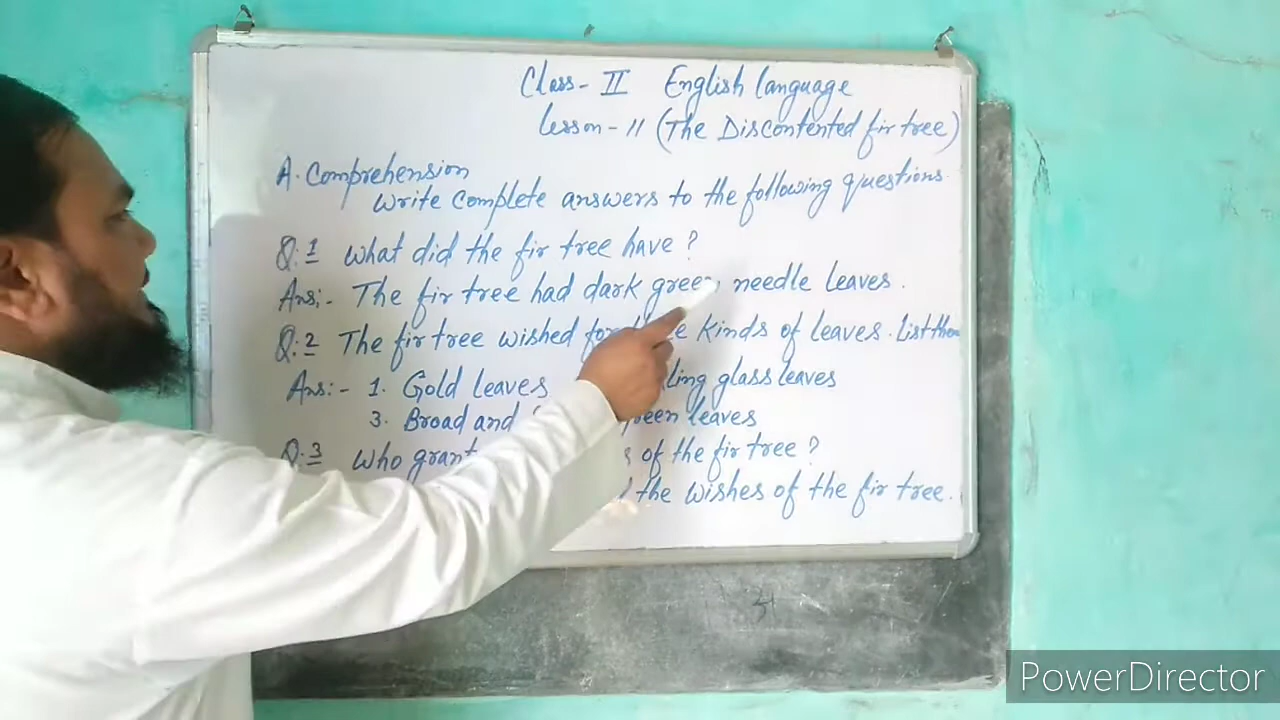 Class- II English Language
Lesson - 11 (The Discontented fir tree)
A. Comprehension
Write complete answers to the following questions.
Q.1 What did the fir tree have?
Ans:- The fir tree had dark green needle leaves.
Q.2 The fir tree wished for kinds of leaves. List them
Ans:- 1. Gold leaves glass leaves
3. Broad and leaves
Q.3 Who of the fir tree?
the wishes of the fir tree.
PowerDirector